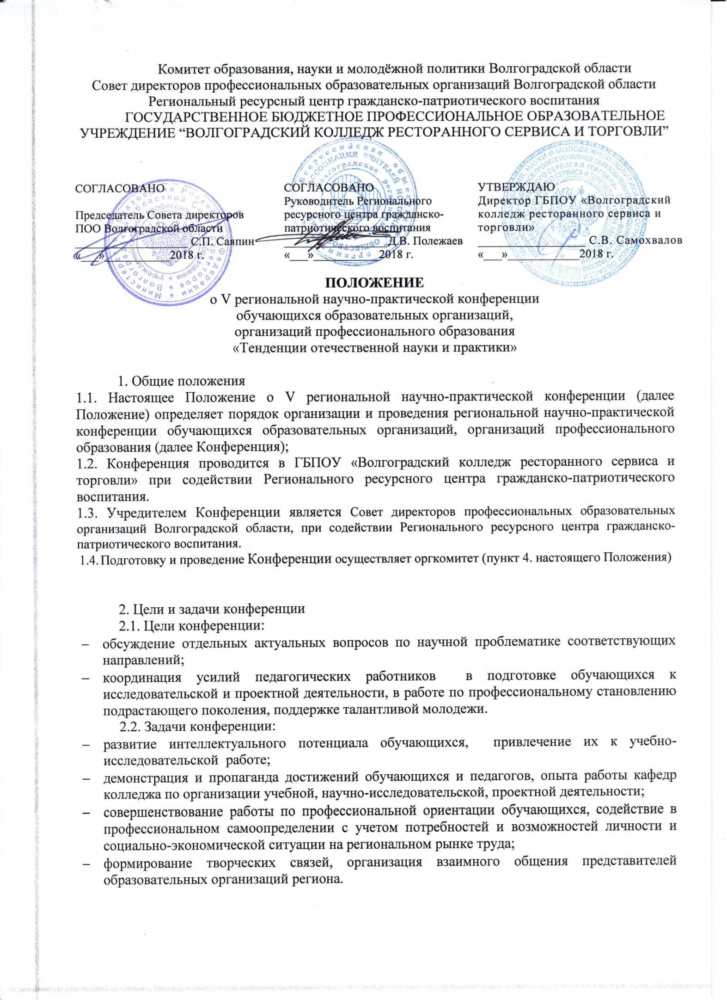 Комитет образования, науки и молодёжной политики Волгоградской области
Совет директоров профессиональных образовательных организаций Волгоградской области
Региональный ресурсный центр гражданско-патриотического воспитания
ГОСУДАРСТВЕННОЕ БЮДЖЕТНОЕ ПРОФЕССИОНАЛЬНОЕ ОБРАЗОВАТЕЛЬНОЕ
УЧРЕЖДЕНИЕ “ВОЛГОГРАДСКИЙ КОЛЛЕДЖ РЕСТОРАННОГО СЕРВИСА И ТОРГОВЛИ”
СОГЛАСОВАНО
Председатель Совета директоров
ПОО Волгоградской области
____________________С.П. Саяпин
«___»___________2018 г.
СОГЛАСОВАНО
Руководитель Регионального
ресурсного центра гражданско-
патриотического воспитания
__________________Д.В. Полежаев
«___»___________2018 г.
УТВЕРЖДАЮ
Директор ГБПОУ «Волгоградский
колледж ресторанного сервиса и
торговли»
__________________ С.В. Самохвалов
«___»____________2018 г.
ПОЛОЖЕНИЕ
о V региональной научно-практической конференции
обучающихся образовательных организаций,
организаций профессионального образования
«Тенденции отечественной науки и практики»
1. Общие положения
1.1. Настоящее Положение о V региональной научно-практической конференции (далее
Положение) определяет порядок организации и проведения региональной научно-практической
конференции обучающихся образовательных организаций, организаций профессионального
образования (далее Конференция);
1.2. Конференция проводится в ГБПОУ «Волгоградский колледж ресторанного сервиса и
торговли» при содействии Регионального ресурсного центра гражданско-патриотического
воспитания.
1.3. Учредителем Конференции является Совет директоров профессиональных образовательных
организаций Волгоградской области, при содействии Регионального ресурсного центра гражданско-
патриотического воспитания.
1.4. Подготовку и проведение Конференции осуществляет оргкомитет (пункт 4. настоящего Положения)
2. Цели и задачи конференции
2.1. Цели конференции:
– обсуждение отдельных актуальных вопросов по научной проблематике соответствующих
направлений;
– координация усилий педагогических работников в подготовке обучающихся к
исследовательской и проектной деятельности, в работе по профессиональному становлению
подрастающего поколения, поддержке талантливой молодежи.
2.2. Задачи конференции:
– развитие интеллектуального потенциала обучающихся, привлечение их к учебно-
исследовательской работе;
– демонстрация и пропаганда достижений обучающихся и педагогов, опыта работы кафедр
колледжа по организации учебной, научно-исследовательской, проектной деятельности;
– совершенствование работы по профессиональной ориентации обучающихся, содействие в
профессиональном самоопределении с учетом потребностей и возможностей личности и
социально-экономической ситуации на региональном рынке труда;
– формирование творческих связей, организация взаимного общения представителей
образовательных организаций региона.